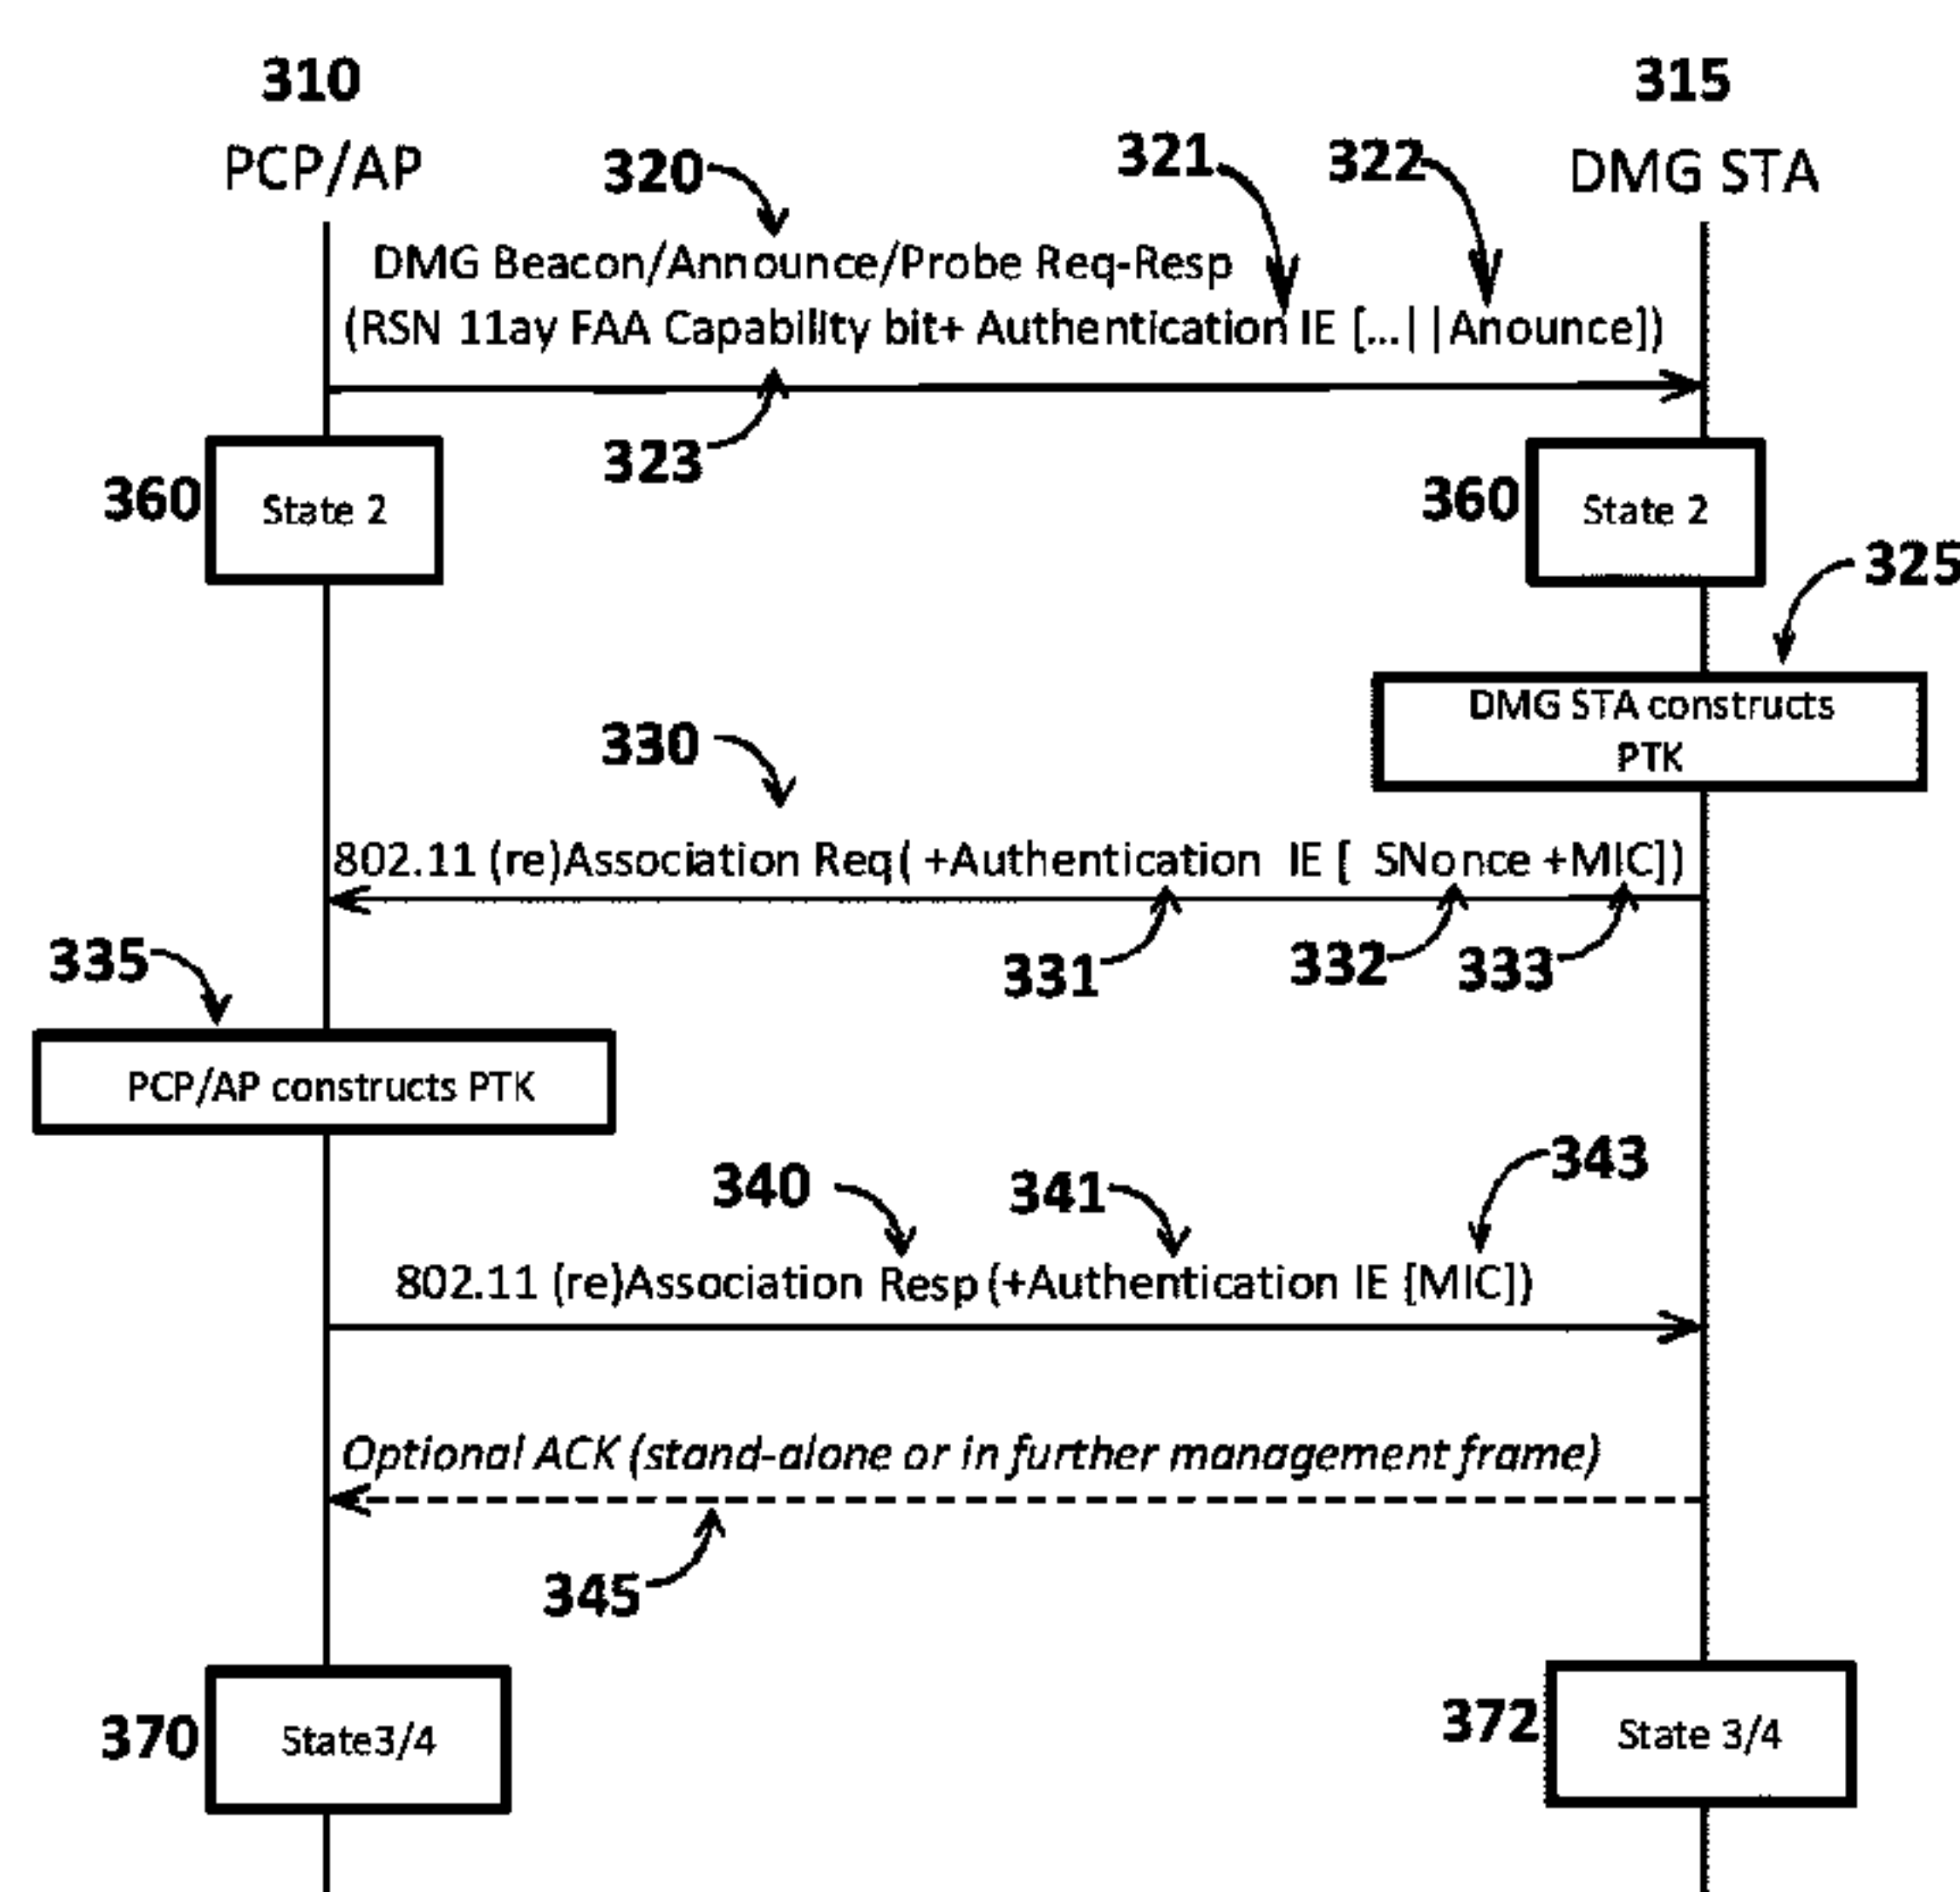 310
315
PCP/AP
DMG STA
320
321
322
DMG Beacon/Announce/Probe Req-Resp
(RSN 11ay FAA Capability bit+ Authentication IE [...||Anounce])
323
360
State 2
360
State 2
325
DMG STA constructs
PTK
330
802.11 (re)Association Req( +Authentication IE [ SNonce +MIC])
331
332
333
335
PCP/AP constructs PTK
340
341
343
802.11 (re)Association Resp (+Authentication IE {MIC])
Optional ACK (stand-alone or in further management frame)
345
370
State3/4
372
State 3/4